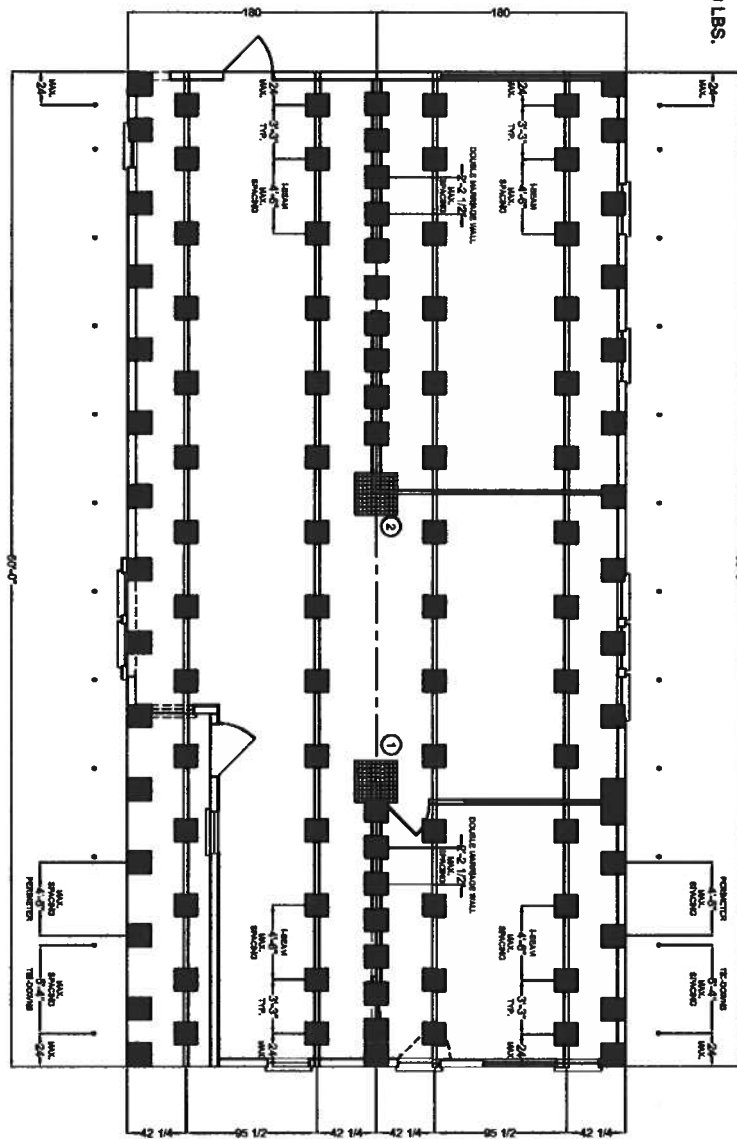 LBS.
180
180
MAX.
24"
MAX.
24"
60'-0"
24"
MAX.
3'-3"
TYP.
I-BEAM
4'-6"
MAX.
SPACING
DOUBLE MARRIAGE WALL
2'-2 1/2"
MAX.
SPACING
24"
MAX.
3'-3"
TYP.
I-BEAM
4'-6"
MAX.
SPACING
2
1
DOUBLE MARRIAGE WALL
2'-2 1/2"
MAX.
SPACING
I-BEAM
4'-6"
MAX.
SPACING
3'-3"
TYP.
24"
MAX.
I-BEAM
4'-6"
MAX.
SPACING
3'-3"
TYP.
24"
MAX.
PERIMETER
4'-6"
MAX.
SPACING
TIE-DOWNS
5'-4"
MAX.
SPACING
24"
MAX.
PERIMETER
4'-6"
MAX.
SPACING
TIE-DOWNS
5'-4"
MAX.
SPACING
24"
MAX.
42 1/4
95 1/2
42 1/4
42 1/4
95 1/2
42 1/4